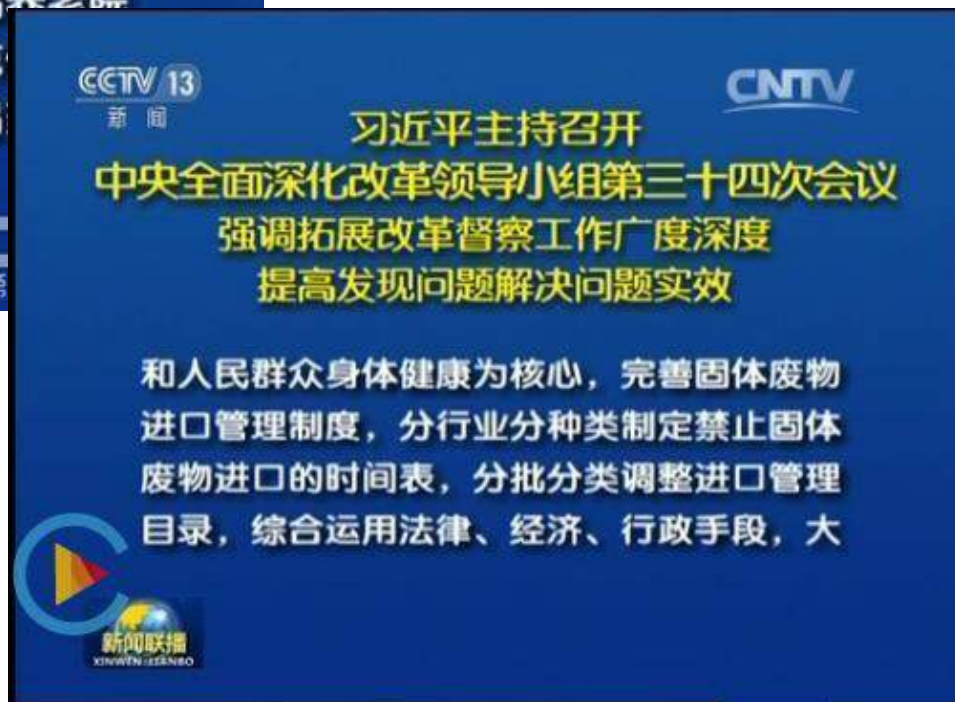 CCTV 13
新闻
CNTV
习近平主持召开
中央全面深化改革领导小组第三十四次会议
强调拓展改革督察工作广度深度
提高发现问题解决问题实效
和人民群众身体健康为核心，完善固体废物
进口管理制度，分行业分种类制定禁止固体
废物进口的时间表，分批分类调整进口管理
目录，综合运用法律、经济、行政手段，大
新闻联播
XINWEN LIANBO